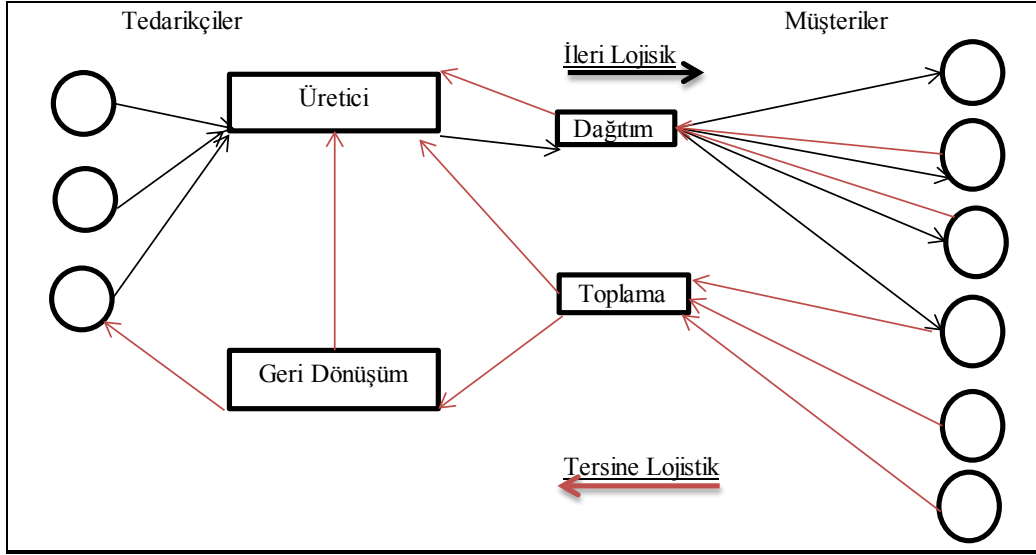 Tedarikçiler
Müşteriler
İleri Lojisik
Üretici
Dağıtım
Toplama
Geri Dönüşüm
Tersine Lojistik